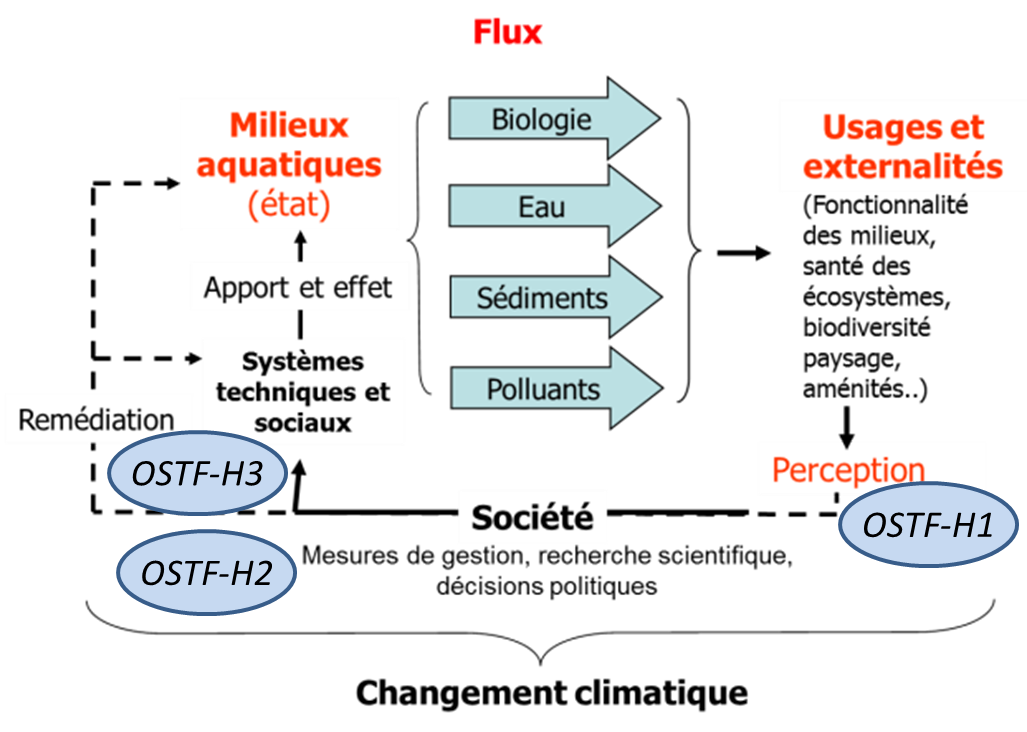 Flux
Milieux
aquatiques
(état)
Apport et effet
Systèmes
techniques et
sociaux
Remédiation
Biologie
Eau
Sédiments
Polluants
Usages et
externalités
(Fonctionnalité
des milieux,
santé des
écosystèmes,
biodiversité
paysage,
aménités..)
Perception
OSTF-H3
OSTF-H2
OSTF-H1
Société
Mesures de gestion, recherche scientifique,
décisions politiques
Changement climatique